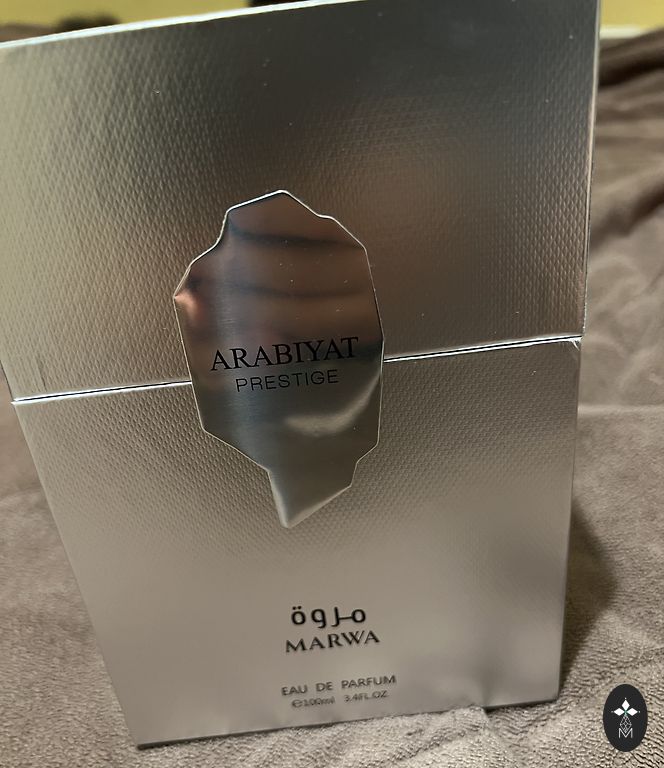 ARABIYAT
PRESTIGE
مروة
MARWA
EAU DE PARFUM
℮100ml 3.4FL.OZ
M